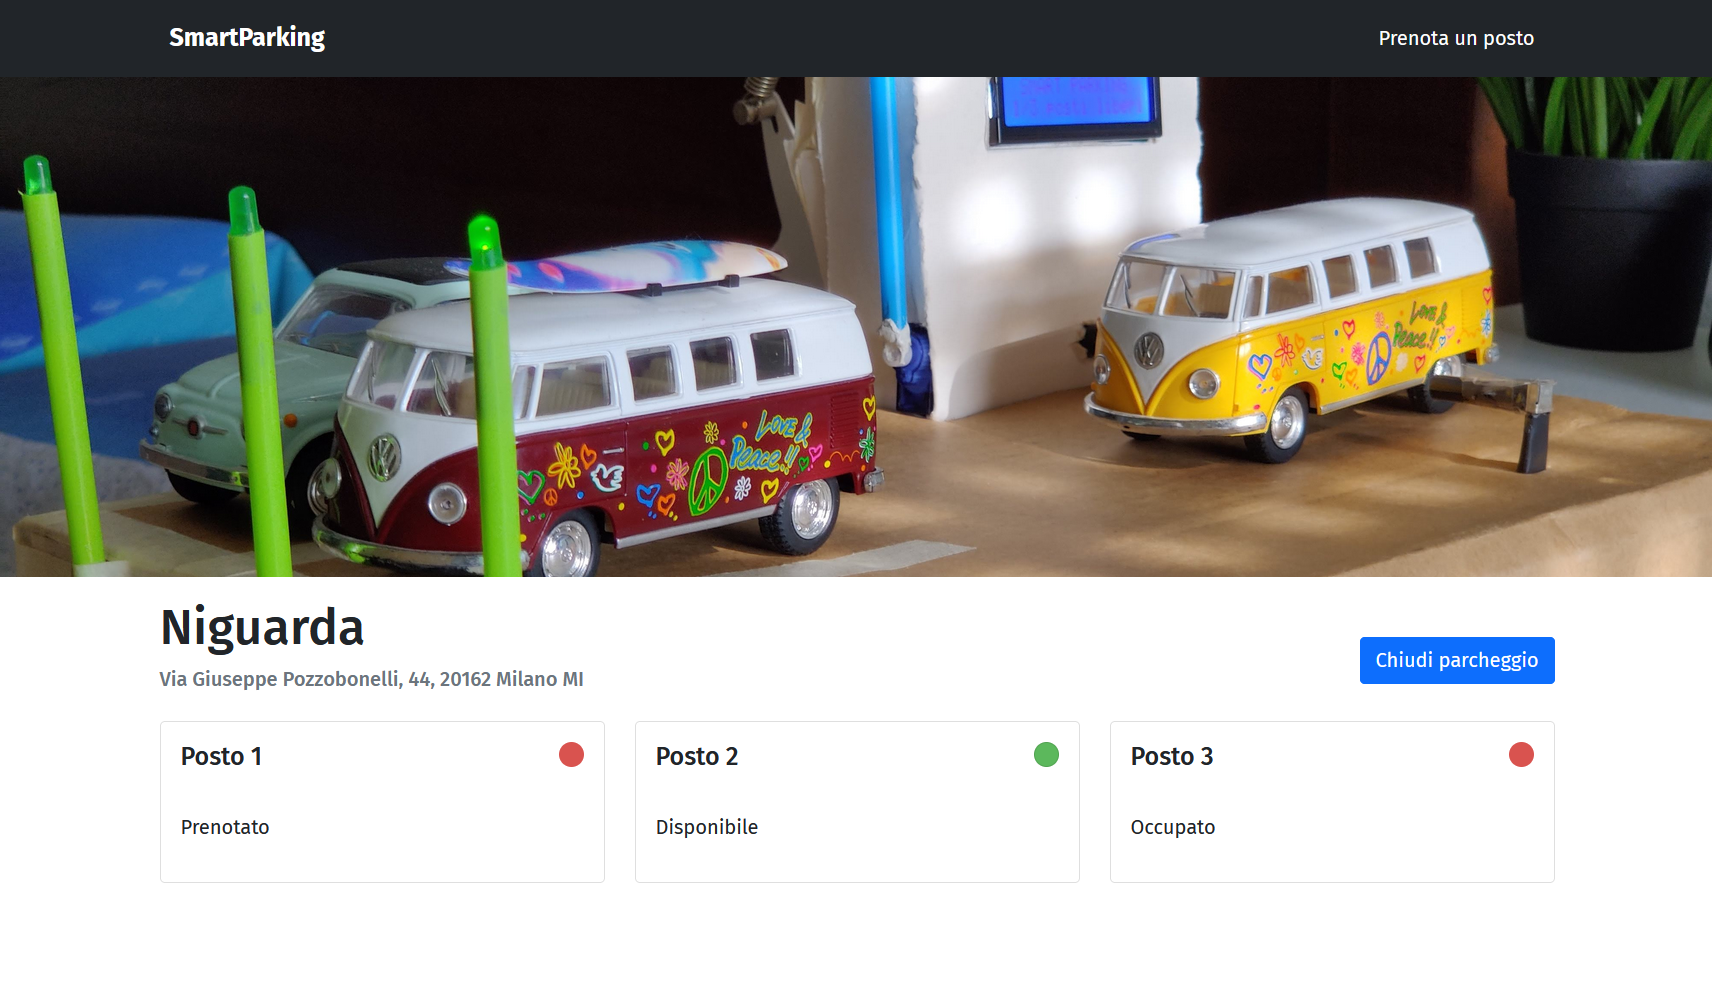 SmartParking
Prenota un posto
Love &
Peace!!
Love &
Peace!!
Niguarda
Via Giuseppe Pozzobonelli, 44, 20162 Milano MI
Chiudi parcheggio
Posto 1
Prenotato
Posto 2
Disponibile
Posto 3
Occupato